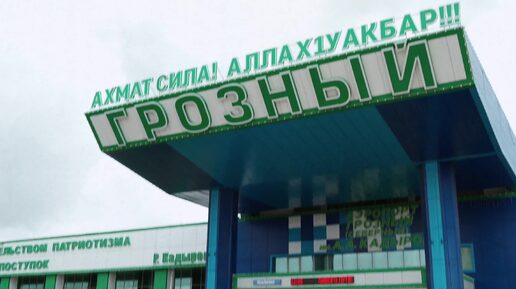 АХМАТ СИЛА! АЛЛАХ1УАКБАР!!!
ГРОЗНЫЙ
ЕЛЬСТВОМ ПАТРИОТИЗМА
ПОСТУПОК
Р. Кадыров